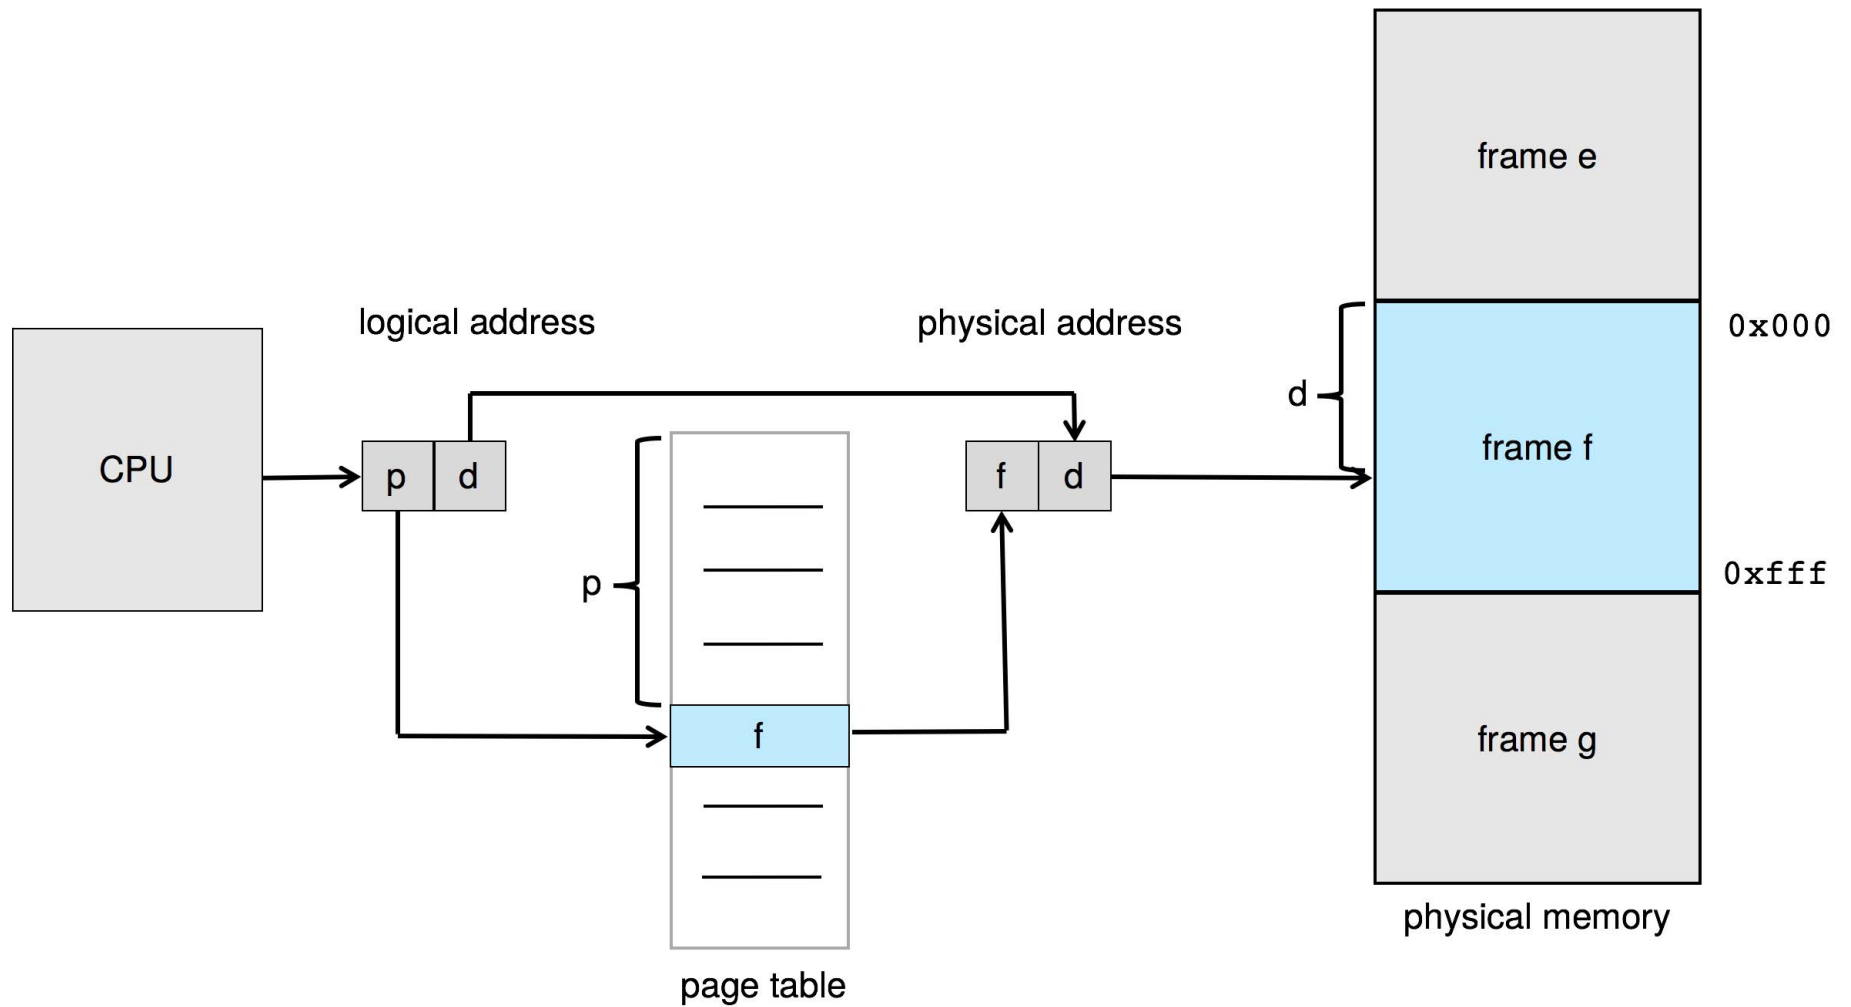 frame e
logical address
physical address
0x000
d
CPU
p
d
f
d
frame f
p
0xfff
f
frame g
physical memory
page table